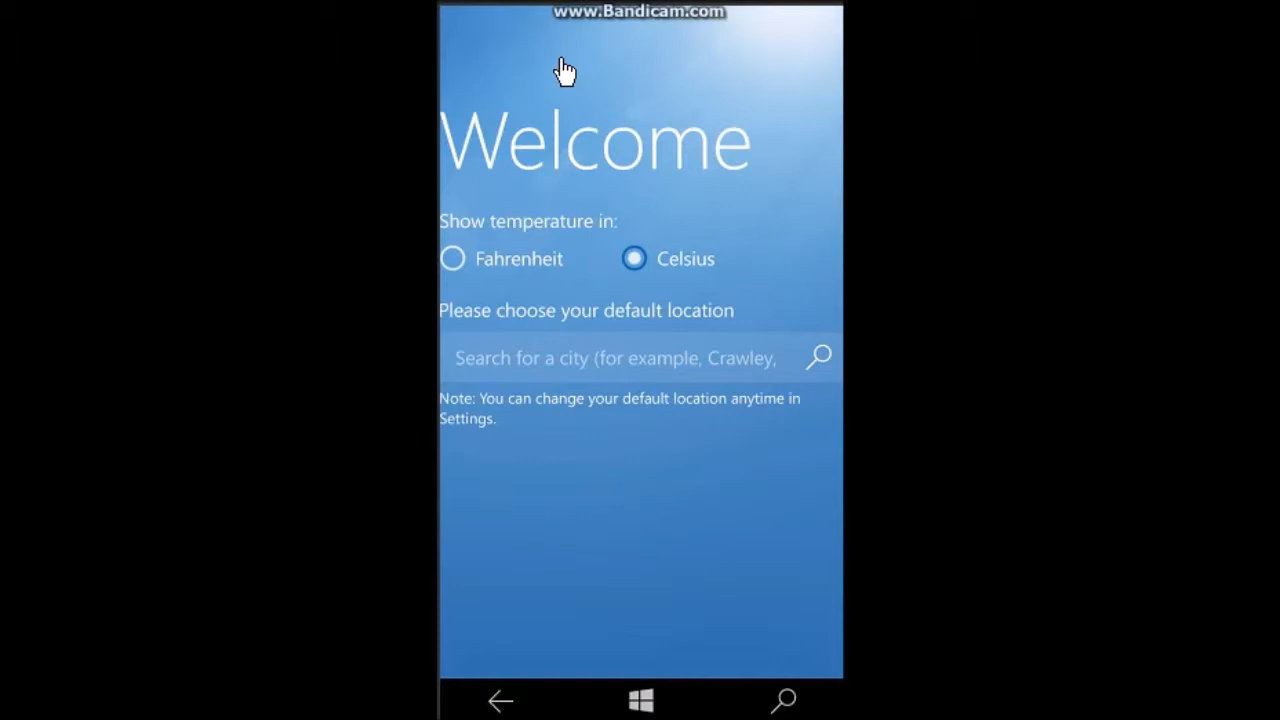 www.Bandicam.com
Welcome
Show temperature in:
Fahrenheit
Celsius
Please choose your default location
Search for a city (for example, Crawley,
Note: You can change your default location anytime in
Settings.